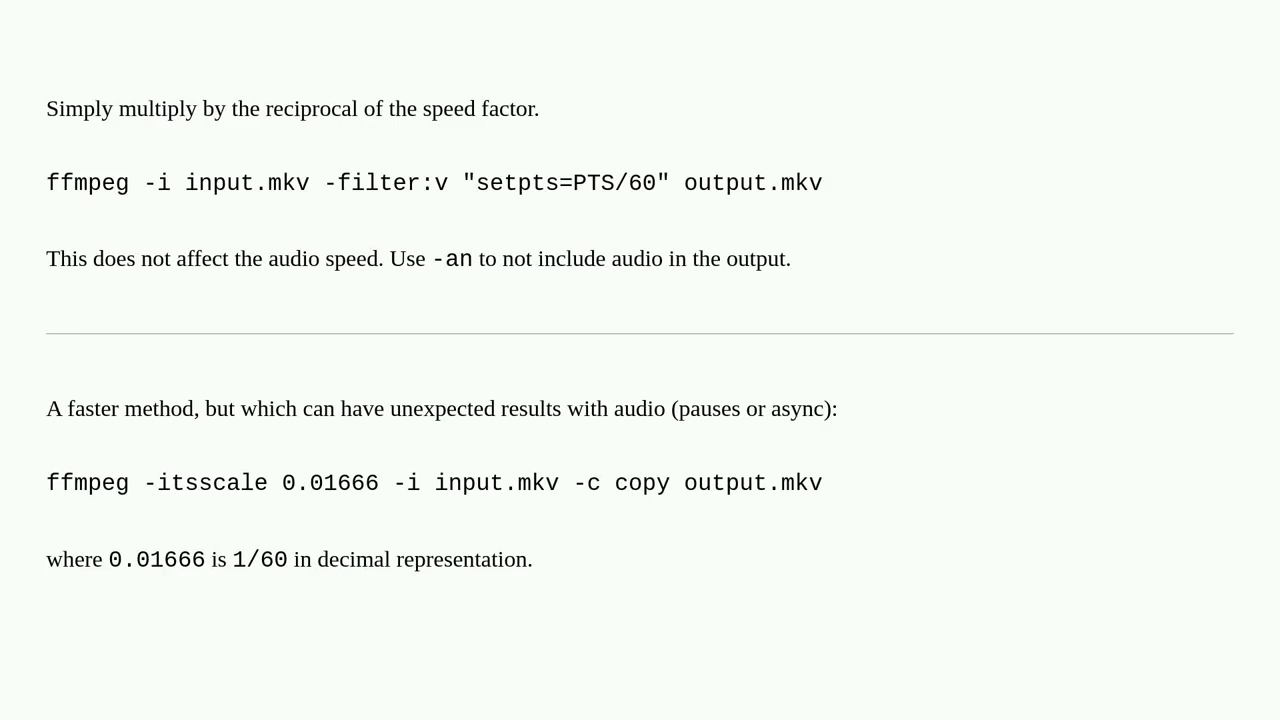 Simply multiply by the reciprocal of the speed factor.
ffmpeg -i input.mkv -filter:v "setpts=PTS/60" output.mkv
This does not affect the audio speed. Use -an to not include audio in the output.
A faster method, but which can have unexpected results with audio (pauses or async):
ffmpeg -itsscale 0.01666 -i input.mkv -c copy output.mkv
where 0.01666 is 1/60 in decimal representation.